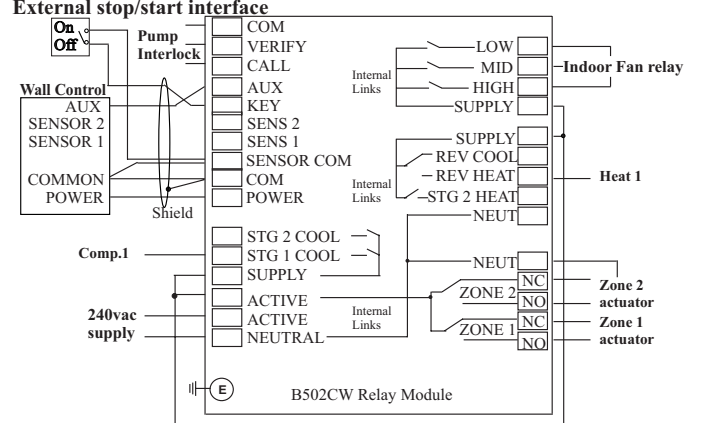 External stop/start interface
On
Off
Pump
Interlock
Wall Control
AUX
SENSOR 2
SENSOR 1
COMMON
POWER
Shield
Comp.1
240vac
supply
COM
VERIFY
CALL
AUX
KEY
SENS 2
SENS 1
SENSOR COM
COM
POWER
STG 2 COOL
STG 1 COOL
SUPPLY
ACTIVE
ACTIVE
NEUTRAL
Internal
Links
LOW
MID
HIGH
SUPPLY
Internal
Links
SUPPLY
REV COOL
REV HEAT
STG 2 HEAT
NEUT
Internal
Links
NEUT
ZONE 2
NC
NO
ZONE 1
NC
NO
Indoor Fan relay
Heat 1
Zone 2
actuator
Zone 1
actuator
E
B502CW Relay Module